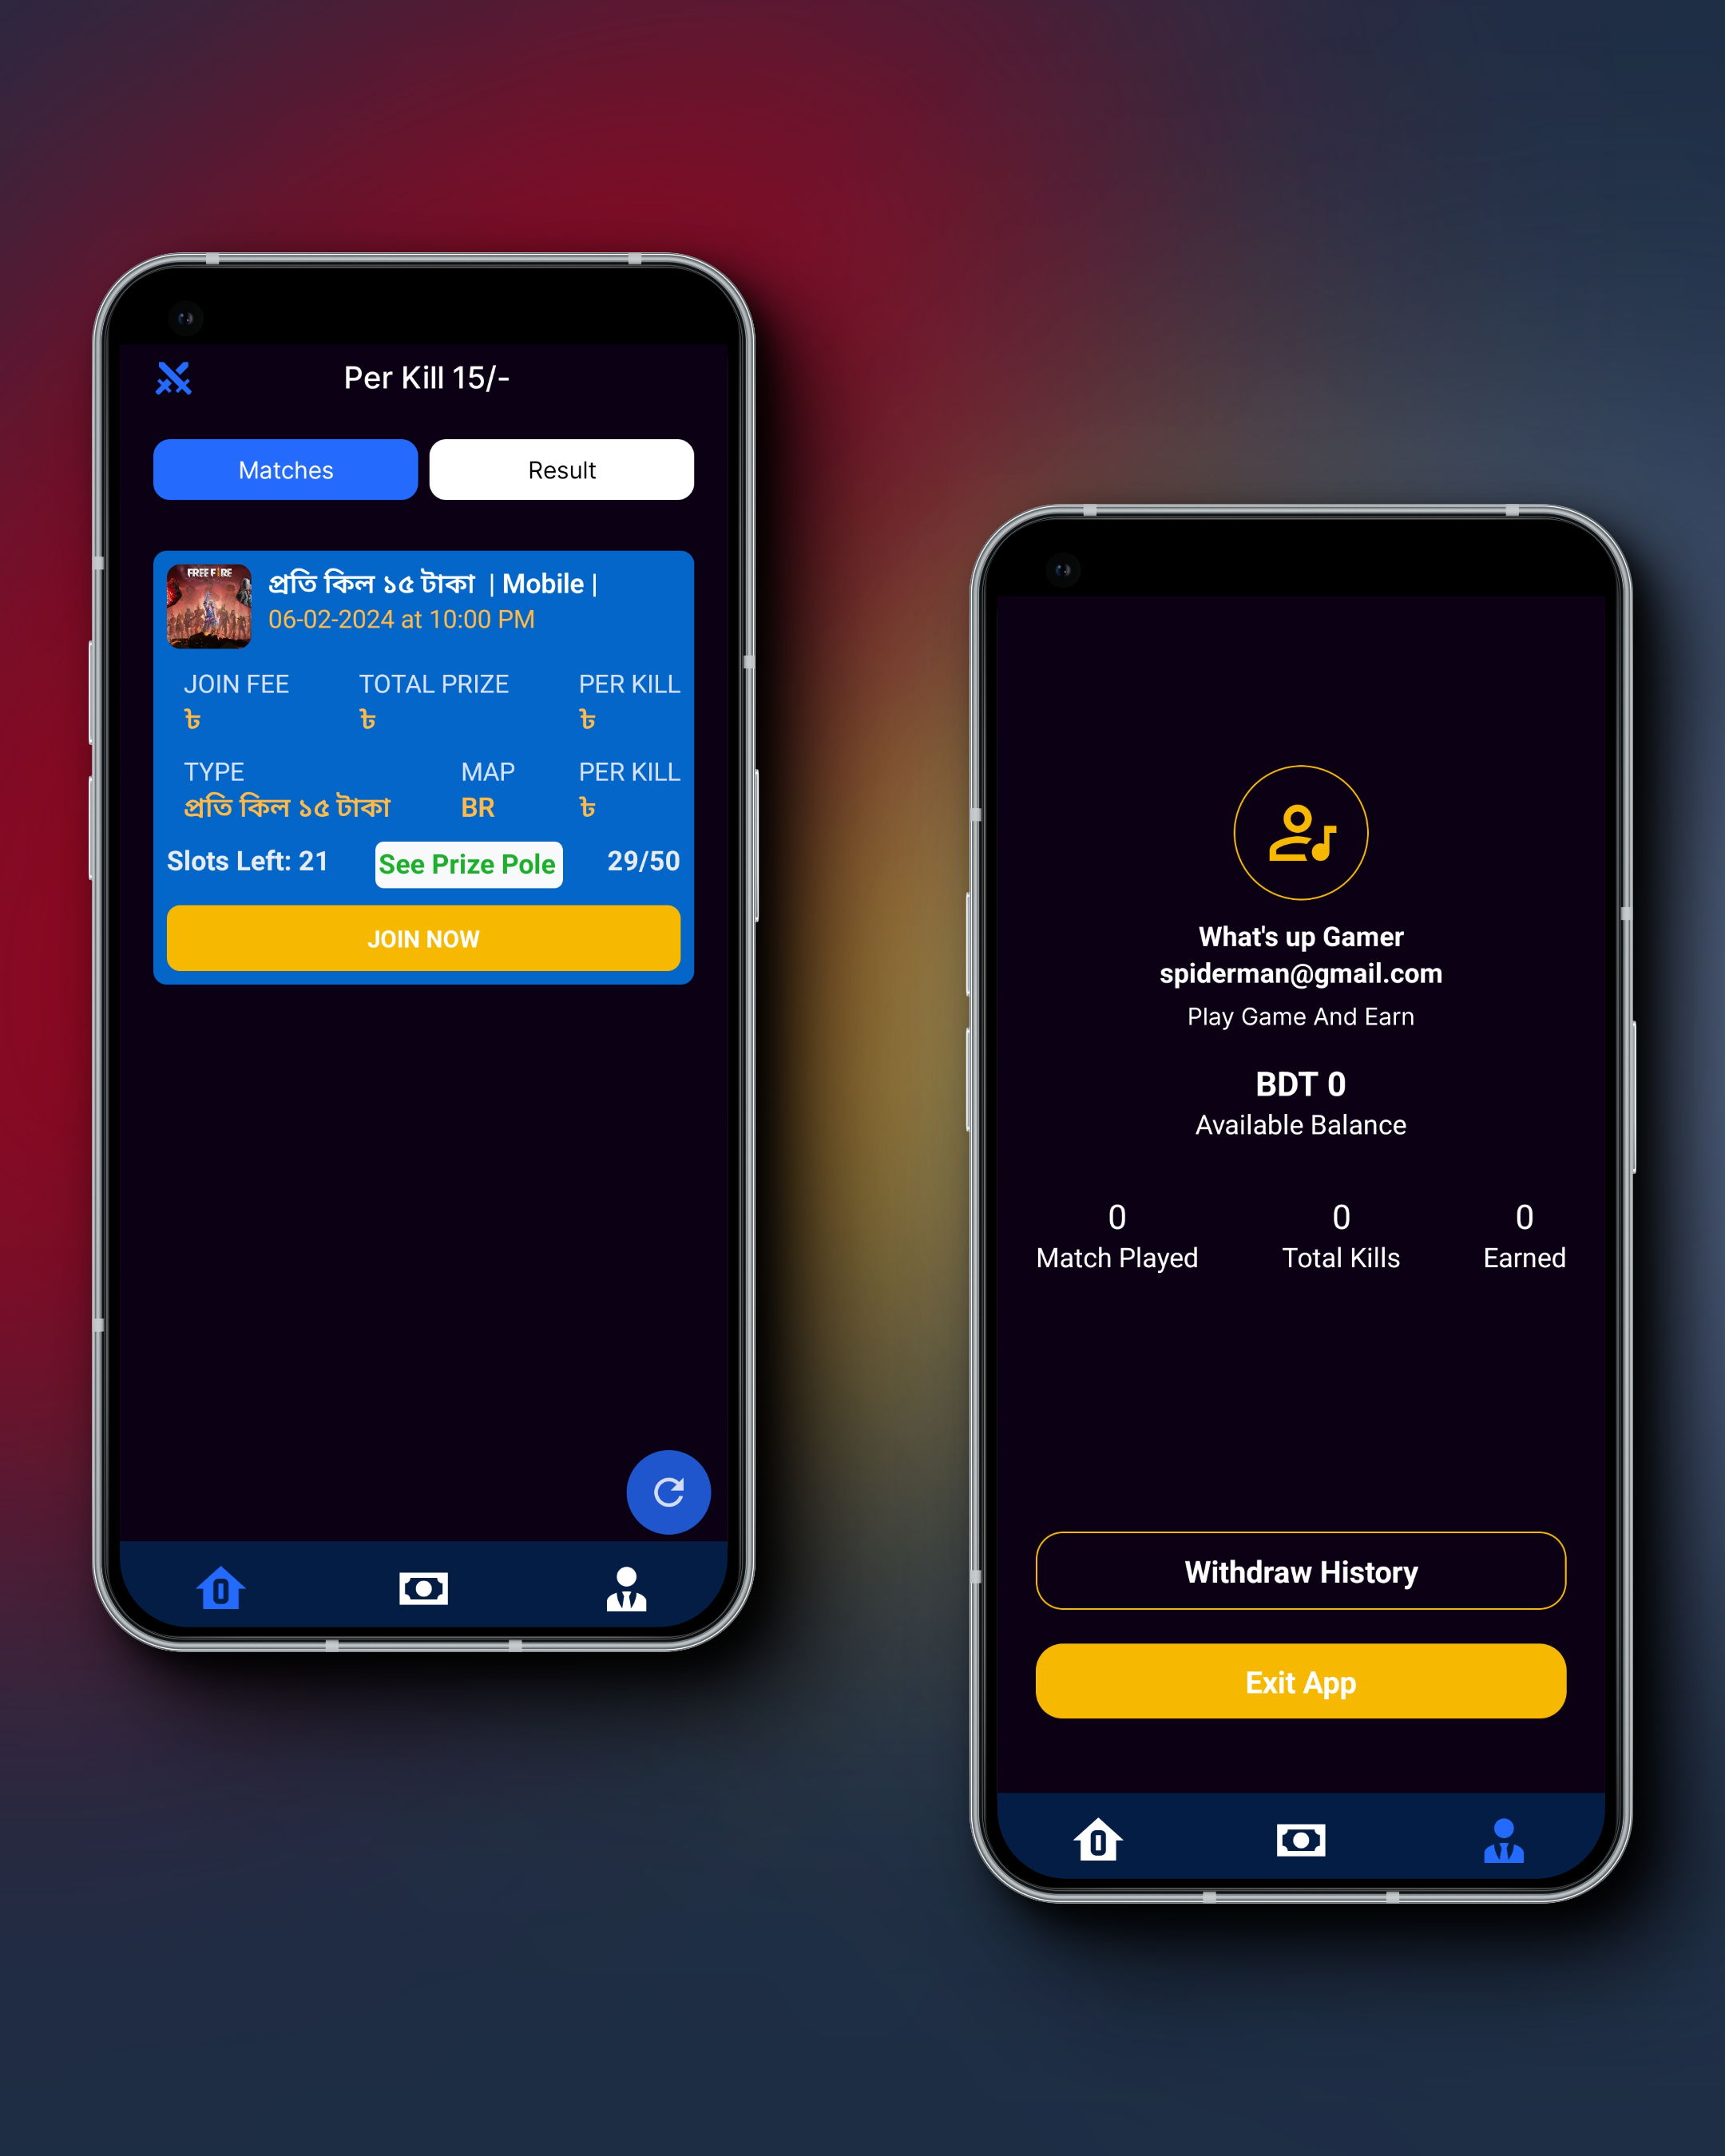 Per Kill 15/-
Matches
Result
FREE FIRE
প্রতি কিল ১৫ টাকা | Mobile |
06-02-2024 at 10:00 PM
JOIN FEE TOTAL PRIZE PER KILL
৳ ৳ ৳
TYPE MAP PER KILL
প্রতি কিল ১৫ টাকা BR ৳
Slots Left: 21 See Prize Pole 29/50
JOIN NOW
What's up Gamer
spiderman@gmail.com
Play Game And Earn
BDT 0
Available Balance
0 0 0
Match Played Total Kills Earned
Withdraw History
Exit App